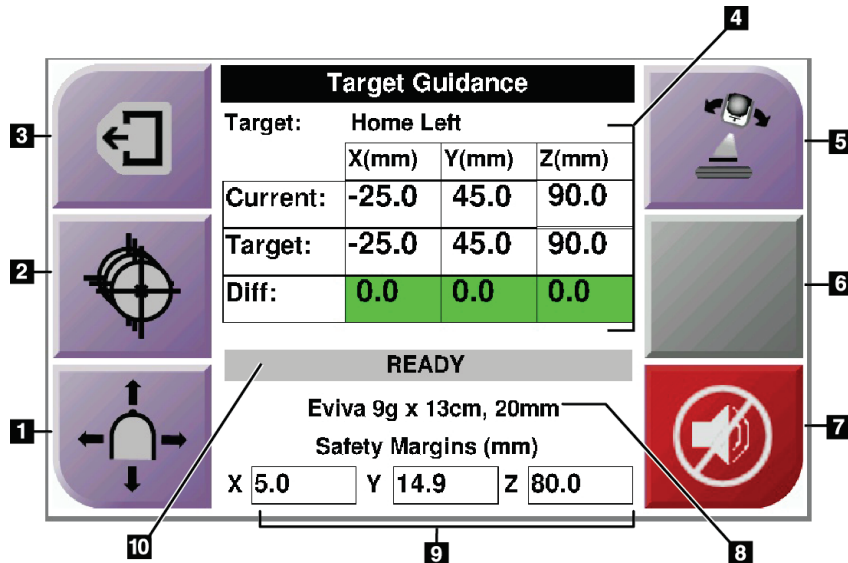 4
Target Guidance
3
Target: Home Left
5
X(mm) Y(mm) Z(mm)
Current: -25.0 45.0 90.0
Target: -25.0 45.0 90.0
2
6
Diff: 0.0 0.0 0.0
READY
Eviva 9g x 13cm, 20mm
1
7
Safety Margins (mm)
X 5.0 Y 14.9 Z 80.0
10
9
8